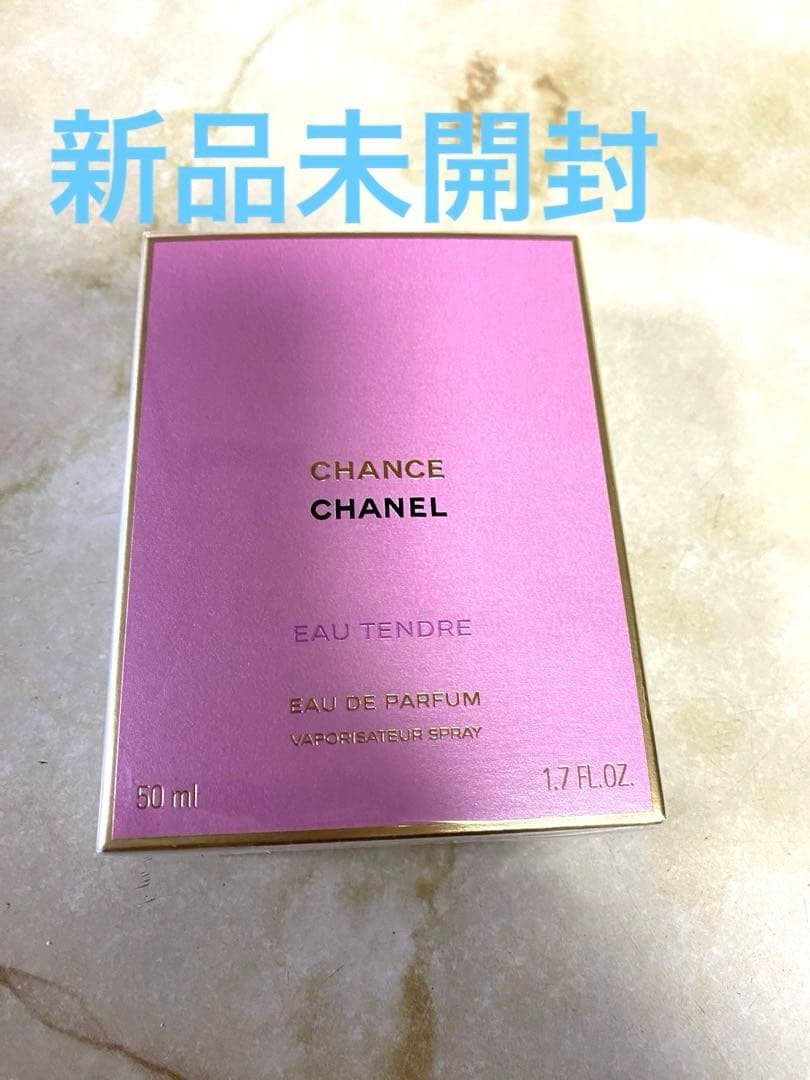 新品未開封
CHANCE
CHANEL
EAU TENDRE
EAU DE PARFUM
VAPORISATEUR SPRAY
50 ml
1.7 FL.OZ.